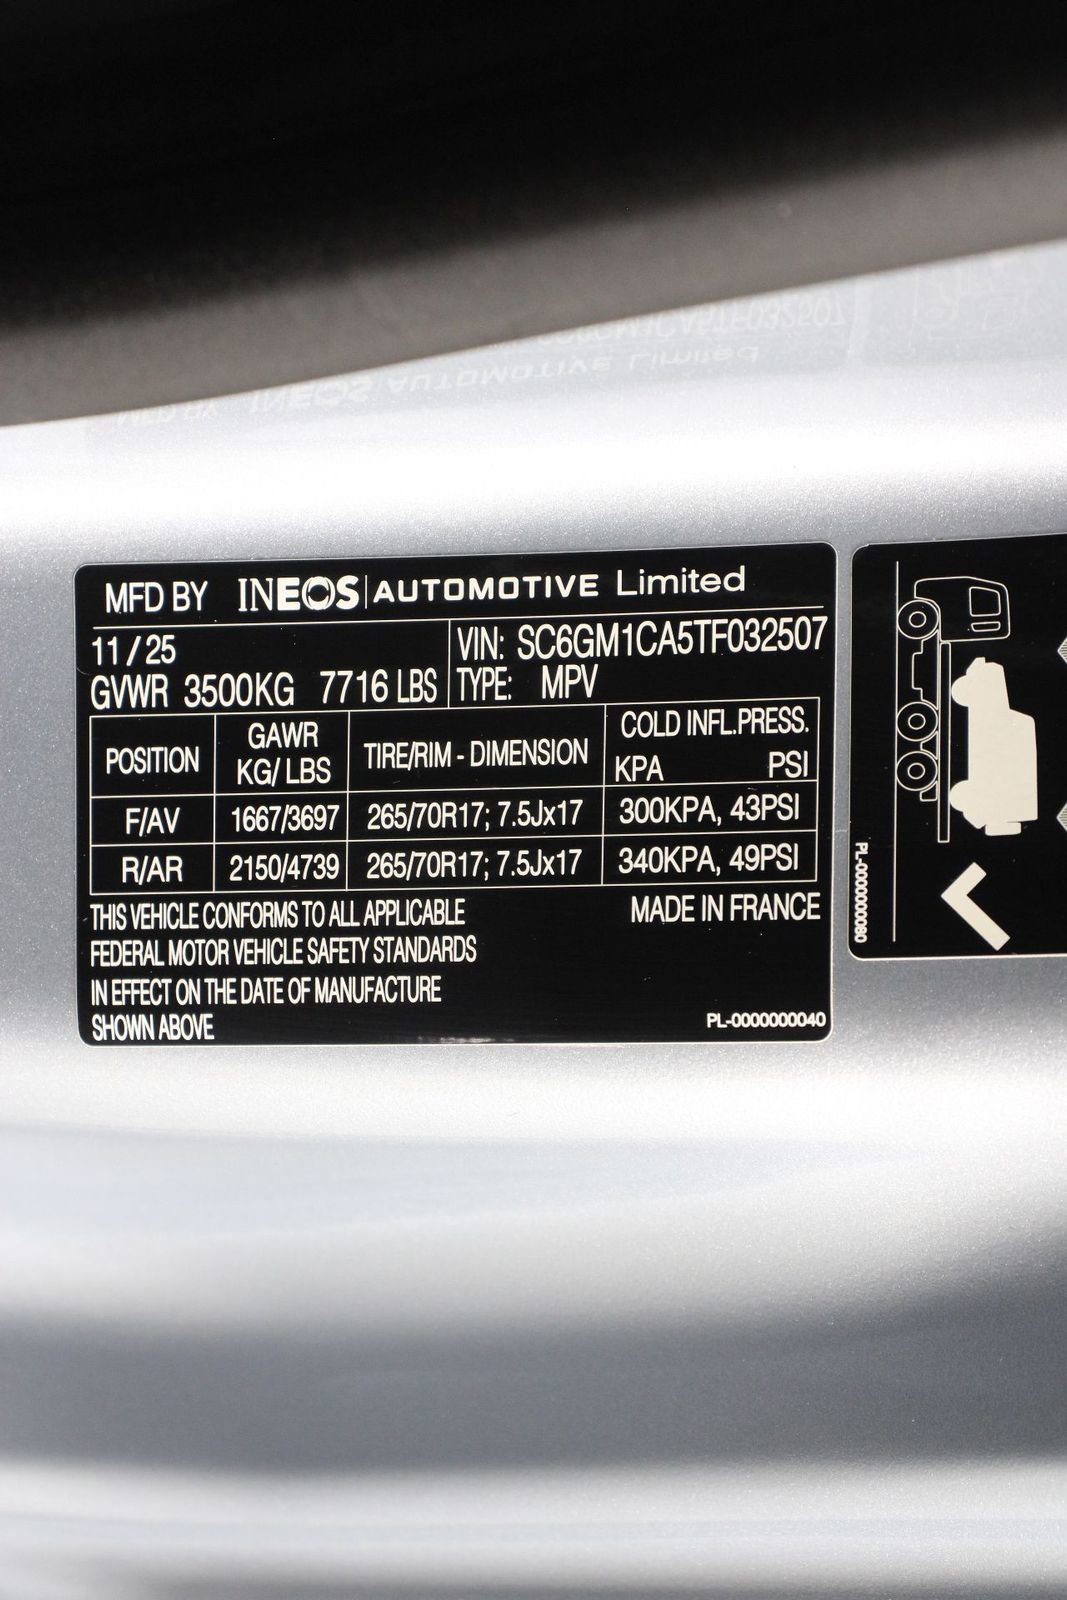 MFD BY INEOS AUTOMOTIVE Limited
11/25
VIN: SC6GM1CA5TF032507
GVWR 3500KG 7716 LBS
TYPE: MPV
POSITION GAWR KG/ LBS TIRE/RIM - DIMENSION COLD INFL.PRESS. KPA PSI
F/AV 1667/3697 265/70R17; 7.5Jx17 300KPA, 43PSI
R/AR 2150/4739 265/70R17; 7.5Jx17 340KPA, 49PSI
THIS VEHICLE CONFORMS TO ALL APPLICABLE
MADE IN FRANCE
FEDERAL MOTOR VEHICLE SAFETY STANDARDS
IN EFFECT ON THE DATE OF MANUFACTURE
SHOWN ABOVE
PL-0000000040
PL-0000000080